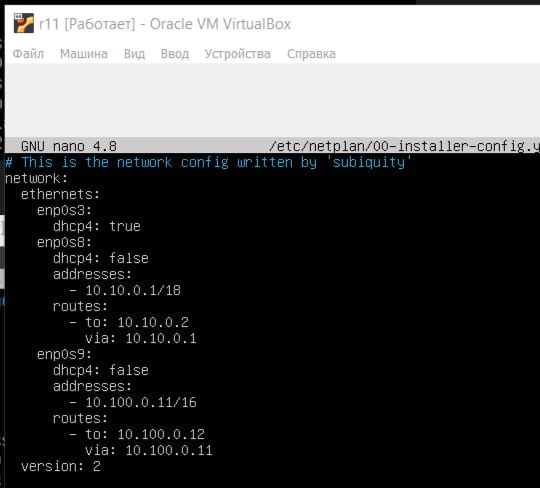 r11 [Работает] - Oracle VM VirtualBox
Файл Машина Вид Ввод Устройства Справка
GNU nano 4.8 /etc/netplan/00-installer-config.y
# This is the network config written by 'subiquity'
network:
  ethernets:
    enp0s3:
      dhcp4: true
    enp0s8:
      dhcp4: false
      addresses:
        - 10.10.0.1/18
      routes:
        - to: 10.10.0.2
          via: 10.10.0.1
    enp0s9:
      dhcp4: false
      addresses:
        - 10.100.0.11/16
      routes:
        - to: 10.100.0.12
          via: 10.100.0.11
  version: 2